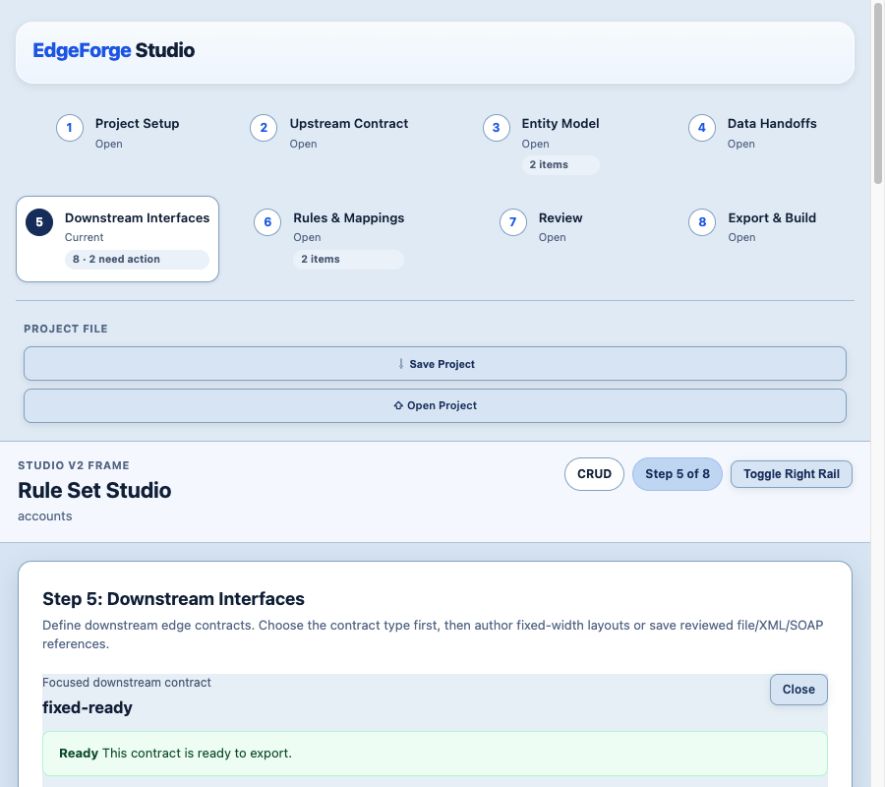 EdgeForge Studio
1 Project Setup
Open
2 Upstream Contract
Open
3 Entity Model
Open
2 items
4 Data Handoffs
Open
5 Downstream Interfaces
Current
8 · 2 need action
6 Rules & Mappings
Open
2 items
7 Review
Open
8 Export & Build
Open
PROJECT FILE
Save Project
Open Project
STUDIO V2 FRAME
Rule Set Studio
accounts
CRUD
Step 5 of 8
Toggle Right Rail
Step 5: Downstream Interfaces
Define downstream edge contracts. Choose the contract type first, then author fixed-width layouts or save reviewed file/XML/SOAP
references.
Focused downstream contract
fixed-ready
Close
Ready This contract is ready to export.